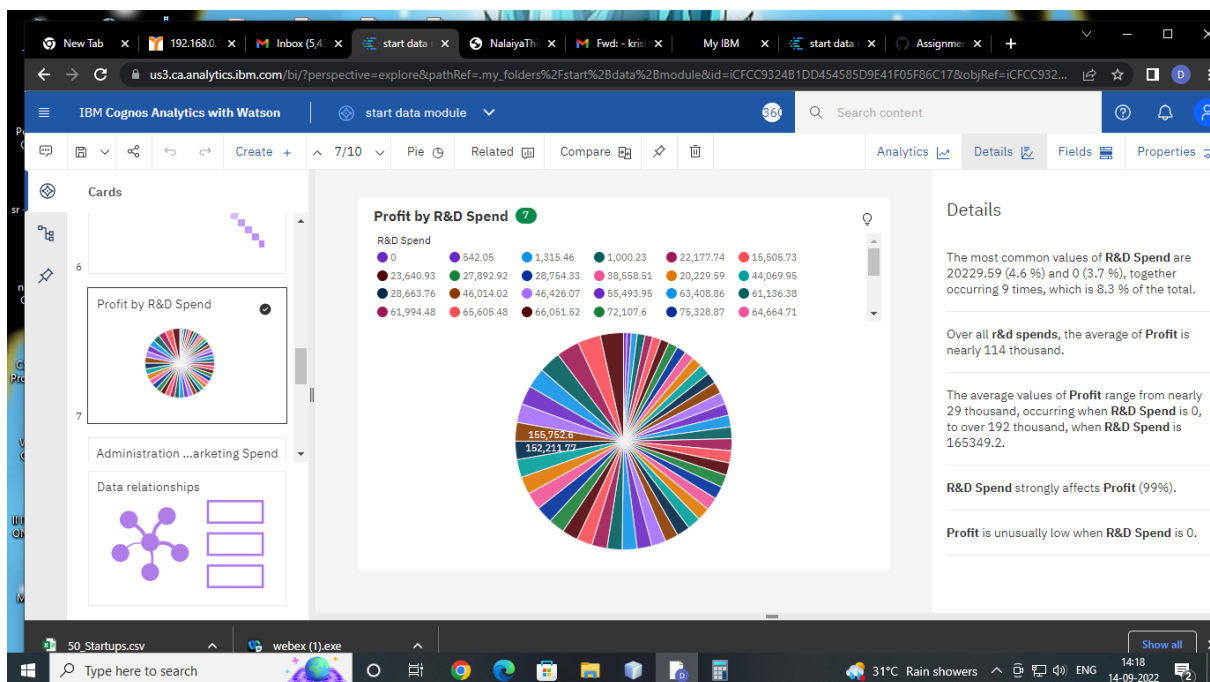 New Tab
192.168.0.
Inbox (5,43
start data
NalaiyaThi
Fwd: - kris
My IBM
start data
Assignmen
us3.ca.analytics.ibm.com/bi/?perspective=explore&pathRef=.my_folders%2Fstart%2Bdata%2Bmodule&id=iCFCC9324B1DD454585D9E41F05F86C17&objRef=iCFCC932...
D
IBM Cognos Analytics with Watson
start data module
360
Search content
7/10
Pie
Related
Compare
Create +
Analytics
Details
Fields
Properties
Cards
6
Profit by R&D Spend
7
Administration ...arketing Spend
Data relationships
Profit by R&D Spend 7
R&D Spend
0 542.05 1,315.46 1,000.23 22,177.74 15,505.73
23,640.93 27,892.92 28,754.33 38,558.51 20,229.59 44,069.95
28,663.76 46,014.02 46,426.07 55,493.95 63,408.86 61,136.38
61,994.48 65,605.48 66,051.52 72,107.6 75,328.87 64,664.71
155,752.6
152,211.77
Details
The most common values of R&D Spend are
20229.59 (4.6 %) and 0 (3.7 %), together
occurring 9 times, which is 8.3 % of the total.
Over all r&d spends, the average of Profit is
nearly 114 thousand.
The average values of Profit range from nearly
29 thousand, occurring when R&D Spend is 0,
to over 192 thousand, when R&D Spend is
165349.2.
R&D Spend strongly affects Profit (99%).
Profit is unusually low when R&D Spend is 0.
50_Startups.csv
webex (1).exe
Show all
Type here to search
31°C Rain showers
ENG
14:18
14-09-2022
2